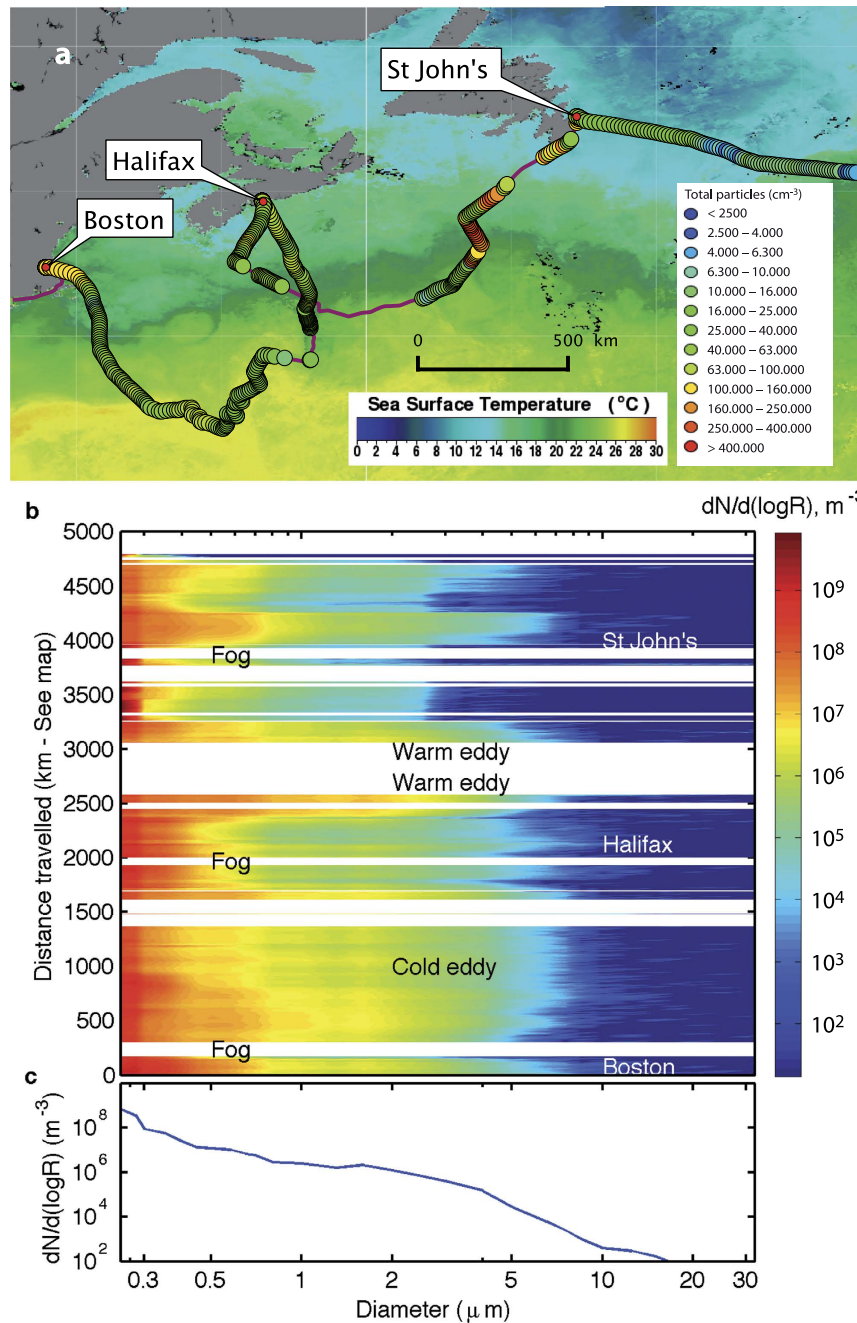 a
St John's
Halifax
Boston
Total particles (cm-3)
< 2500
2.500 – 4.000
4.000 – 6.300
6.300 – 10.000
10.000 – 16.000
16.000 – 25.000
25.000 – 40.000
40.000 – 63.000
63.000 – 100.000
100.000 – 160.000
160.000 – 250.000
250.000 – 400.000
> 400.000
0 500 km
Sea Surface Temperature (°C)
0 2 4 6 8 10 12 14 16 18 20 22 24 26 28 30
b
dN/d(logR), m-3
Distance travelled (km - See map)
5000
4500
4000
3500
3000
2500
2000
1500
1000
500
0
St John's
Fog
Warm eddy
Warm eddy
Halifax
Fog
Cold eddy
Fog
Boston
10⁹
10⁸
10⁷
10⁶
10⁵
10⁴
10³
10²
c
dN/d(logR) (m⁻³)
10⁸
10⁶
10⁴
10²
0.3 0.5 1 2 5 10 20 30
Diameter (μ m)